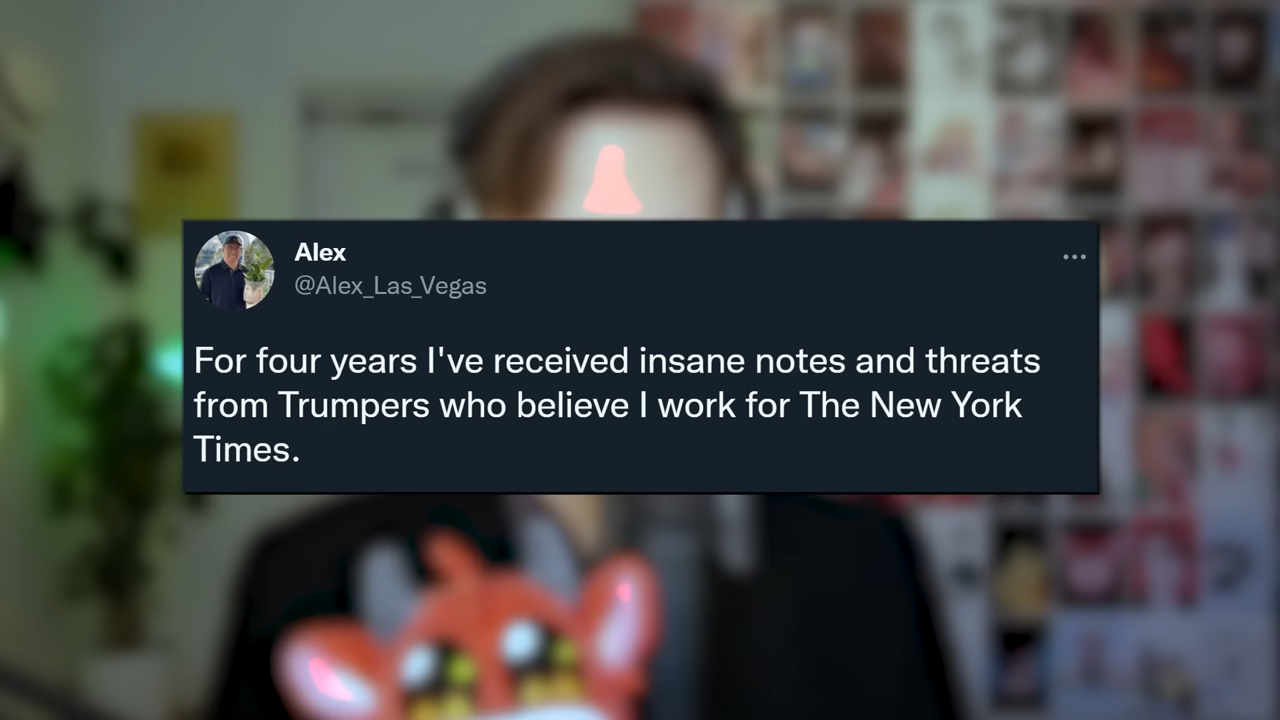 Alex
@Alex_Las_Vegas
For four years I've received insane notes and threats
from Trumpers who believe I work for The New York
Times.